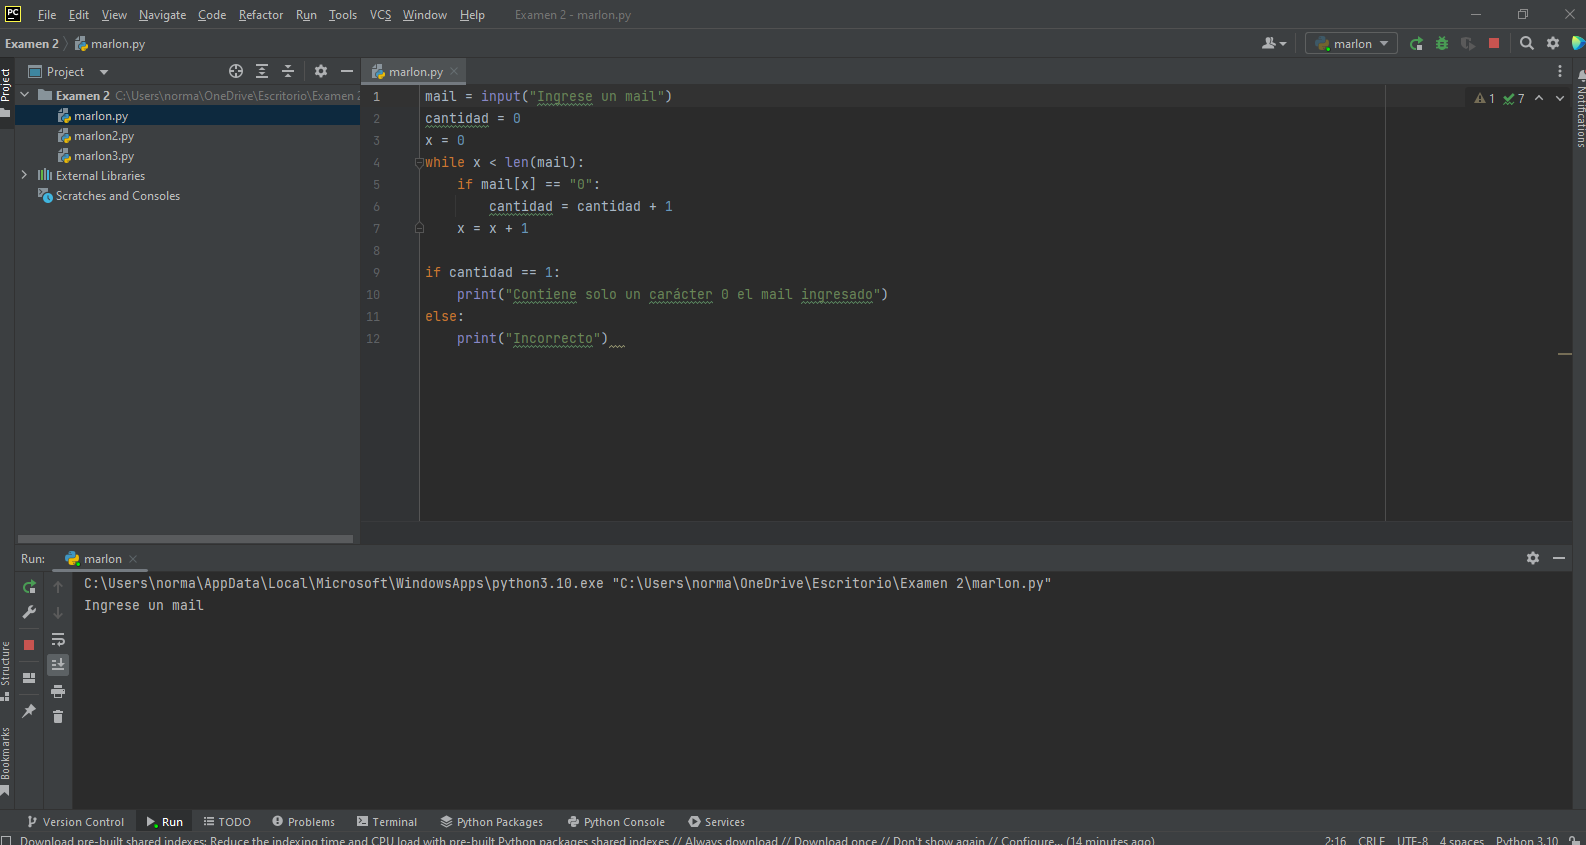 PC File Edit View Navigate Code Refactor Run Tools VCS Window Help Examen 2 - marlon.py
Examen 2 marlon.py marlon
Project
Project
marlon.py
Examen 2 C:\Users\norma\OneDrive\Escritorio\Examen 2
marlon.py
marlon2.py
marlon3.py
External Libraries
Scratches and Consoles
1 mail = input("Ingrese un mail")
2 cantidad = 0
3 x = 0
4 while x < len(mail):
5 if mail[x] == "0":
6 cantidad = cantidad + 1
7 x = x + 1
8
9 if cantidad == 1:
10 print("Contiene solo un carácter 0 el mail ingresado")
11 else:
12 print("Incorrecto")
1 7
Notifications
Run: marlon
C:\Users\norma\AppData\Local\Microsoft\WindowsApps\python3.10.exe "C:\Users\norma\OneDrive\Escritorio\Examen 2\marlon.py"
Ingrese un mail
Structure
Bookmarks
Version Control Run TODO Problems Terminal Python Packages Python Console Services
Download pre-built shared indexes: Reduce the indexing time and CPU load with pre-built Python packages shared indexes // Always download // Download once // Don't show again // Configure... (14 minutes ago) 2:16 CRLF UTF-8 4 spaces Python 3.10